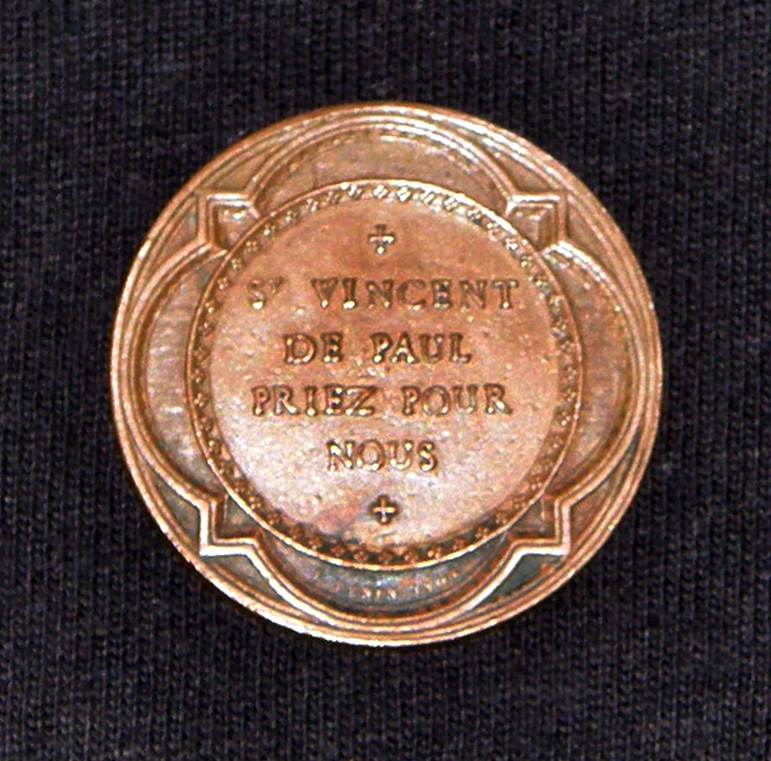 ST VINCENT
DE PAUL
PRIEZ POUR
NOUS